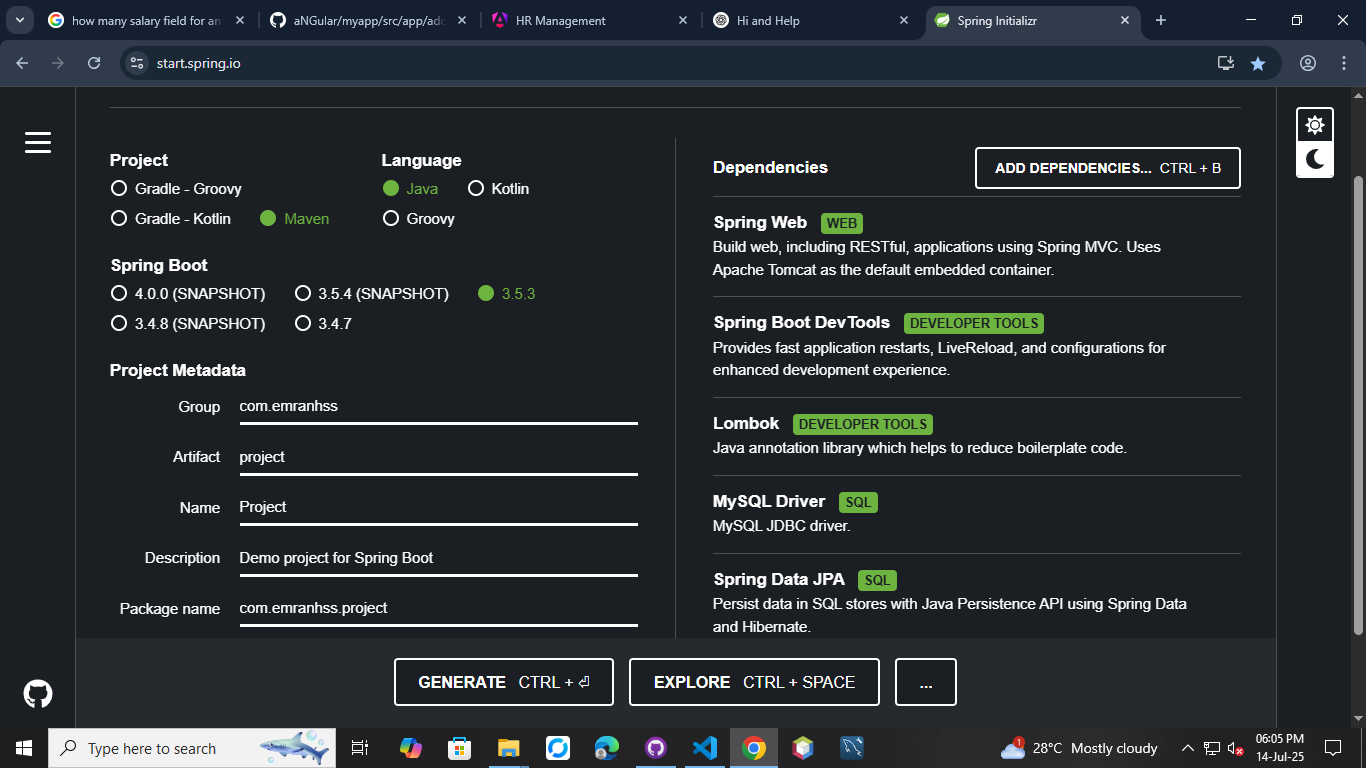 how many salary field for an
aNGular/myapp/src/app/add
HR Management
Hi and Help
Spring Initializr
start.spring.io
Project
Gradle - Groovy
Gradle - Kotlin
Maven
Language
Java
Kotlin
Groovy
Spring Boot
4.0.0 (SNAPSHOT)
3.5.4 (SNAPSHOT)
3.5.3
3.4.8 (SNAPSHOT)
3.4.7
Project Metadata
Group com.emranhss
Artifact project
Name Project
Description Demo project for Spring Boot
Package name com.emranhss.project
Dependencies
ADD DEPENDENCIES... CTRL + B
Spring Web WEB
Build web, including RESTful, applications using Spring MVC. Uses
Apache Tomcat as the default embedded container.
Spring Boot DevTools DEVELOPER TOOLS
Provides fast application restarts, LiveReload, and configurations for
enhanced development experience.
Lombok DEVELOPER TOOLS
Java annotation library which helps to reduce boilerplate code.
MySQL Driver SQL
MySQL JDBC driver.
Spring Data JPA SQL
Persist data in SQL stores with Java Persistence API using Spring Data
and Hibernate.
GENERATE CTRL + ⏎
EXPLORE CTRL + SPACE
...
Type here to search
1
28°C Mostly cloudy
06:05 PM
14-Jul-25